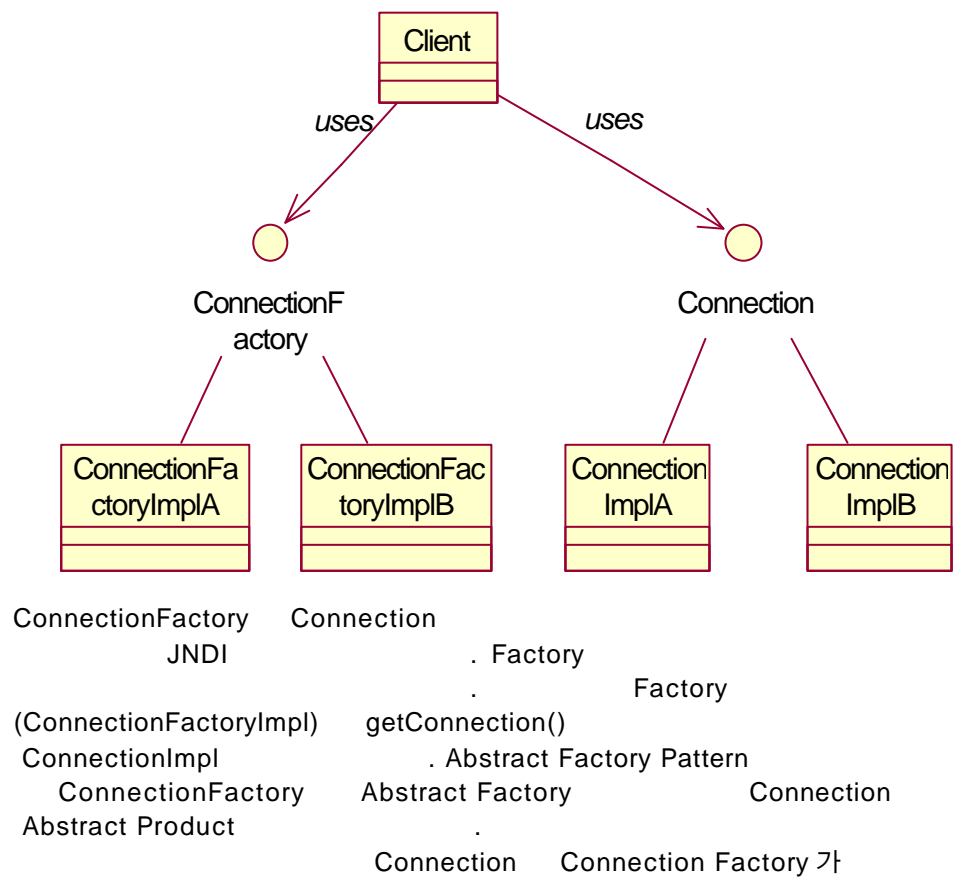 Client
uses
uses
ConnectionF
actory
Connection
ConnectionFa
ctoryImplA
ConnectionFac
toryImplB
Connection
ImplA
Connection
ImplB
ConnectionFactory Connection
JNDI . Factory
. Factory
(ConnectionFactoryImpl) getConnection()
ConnectionImpl . Abstract Factory Pattern
ConnectionFactory Abstract Factory Connection
Abstract Product .
Connection Connection Factory 가